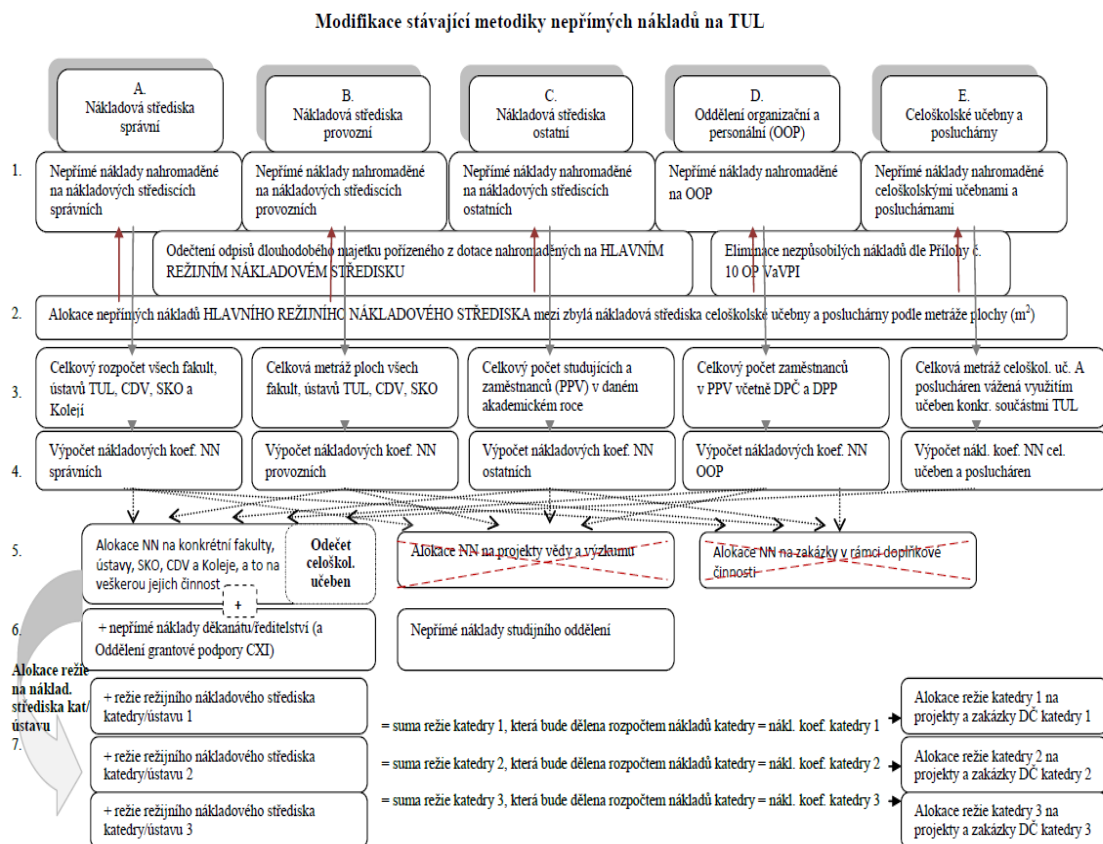 Modifikace stávající metodiky nepřímých nákladů na TUL
A.
Nákladová střediska
správní
B.
Nákladová střediska
provozní
C.
Nákladová střediska
ostatní
D.
Oddělení organizační a
personální (OOP)
E.
Celoškolské učebny a
posluchárny
1.
Nepřímé náklady nahromaděné
na nákladových střediscích
správních
Nepřímé náklady nahromaděné
na nákladových střediscích
provozních
Nepřímé náklady nahromaděné
na nákladových střediscích
ostatních
Nepřímé náklady nahromaděné
na OOP
Nepřímé náklady nahromaděné
celoškolskými učebnami a
posluchárnami
Odečtení odpisů dlouhodobého majetku pořízeného z dotace nahromaděných na HLAVNÍM
REŽIJNÍM NÁKLADOVÉM STŘEDISKU
Eliminace nezpůsobilých nákladů dle Přílohy č.
10 OP VaVPI
2.
Alokace nepřímých nákladů HLAVNÍHO REŽIJNÍHO NÁKLADOVÉHO STŘEDISKA mezi zbylá nákladová střediska celoškolské učebny a posluchárny podle metráže plochy (m²)
3.
Celkový rozpočet všech fakult,
ústavů TUL, CDV, SKO a
Kolejí
Celková metráž ploch všech
fakult, ústavů TUL, CDV, SKO
Celkový počet studujících a
zaměstnanců (PPV) v daném
akademickém roce
Celkový počet zaměstnanců
v PPV včetně DPČ a DPP
Celková metráž celoškol. uč. A
poslucháren vážená využitím
učeben konkr. součástmi TUL
4.
Výpočet nákladových koef. NN
správních
Výpočet nákladových koef. NN
provozních
Výpočet nákladových koef. NN
ostatních
Výpočet nákladových koef. NN
OOP
Výpočet nákl. koef. NN cel.
učeben a poslucháren
5.
Alokace NN na konkrétní fakulty,
ústavy, SKO, CDV a Koleje, a to na
veškerou jejich činnost
Odečet
celoškol.
učeben
Alokace NN na projekty vědy a výzkumu
Alokace NN na zakázky v rámci doplňkové
činnosti
+
6.
+ nepřímé náklady děkanátu/ředitelství (a
Oddělení grantové podpory CXI)
Nepřímé náklady studijního oddělení
Alokace režie
na náklad.
střediska kat/
ústavu
7.
+ režie režijního nákladového střediska
katedry/ústavu 1
= suma režie katedry 1, která bude dělena rozpočtem nákladů katedry = nákl. koef. katedry 1
Alokace režie katedry 1 na
projekty a zakázky DČ katedry 1
+ režie režijního nákladového střediska
katedry/ústavu 2
= suma režie katedry 2, která bude dělena rozpočtem nákladů katedry = nákl. koef. katedry 2
Alokace režie katedry 2 na
projekty a zakázky DČ katedry 2
+ režie režijního nákladového střediska
katedry/ústavu 3
= suma režie katedry 3, která bude dělena rozpočtem nákladů katedry = nákl. koef. katedry 3
Alokace režie katedry 3 na
projekty a zakázky DČ katedry 3